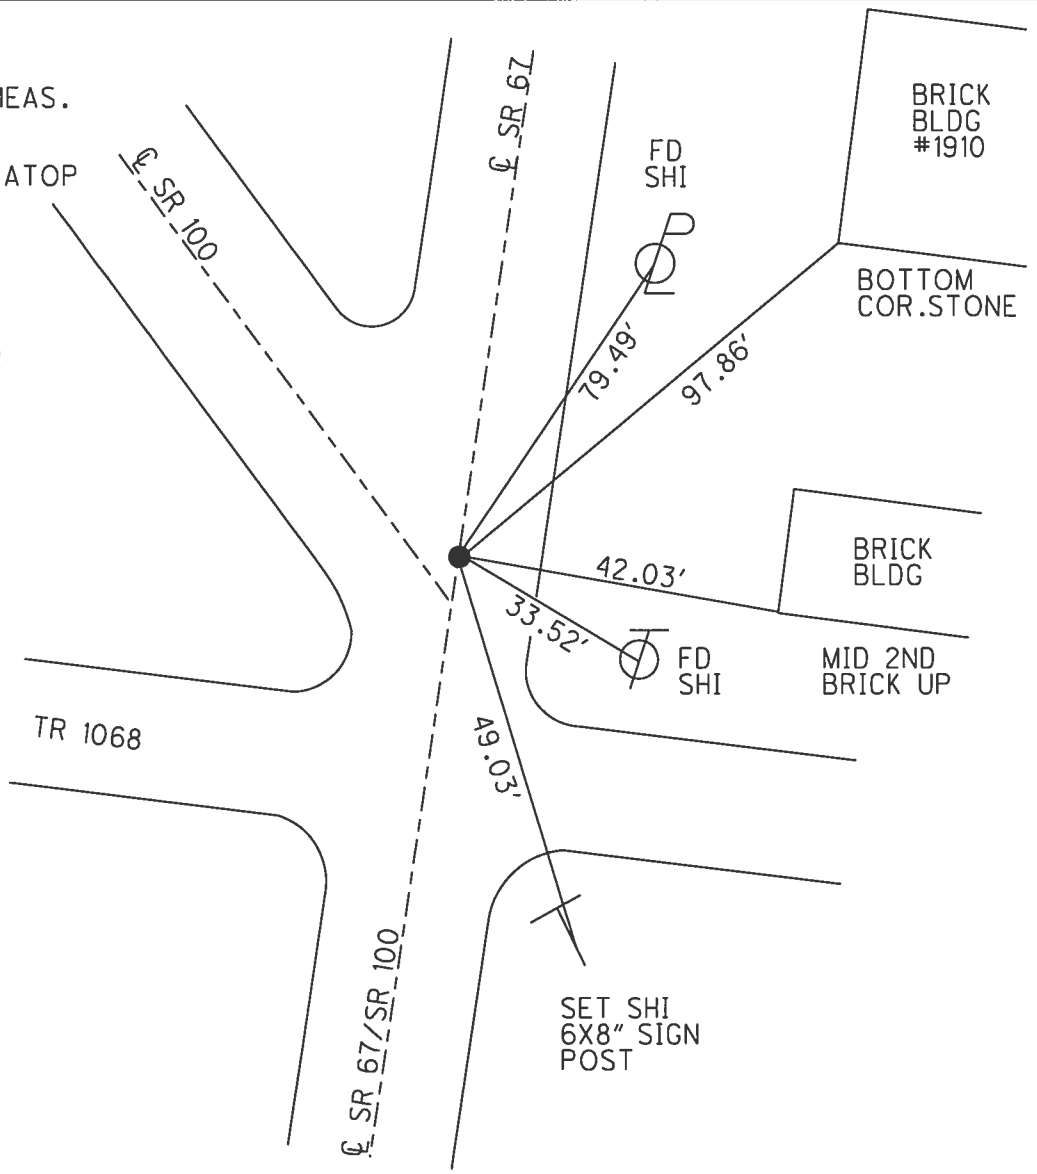 MEAS.
ATOP
℄ SR 67
℄ SR 100
BRICK
BLDG
#1910
FD
SHI
P
L
BOTTOM
COR.STONE
79.49'
97.86'
BRICK
BLDG
42.03'
33.52'
T
FD
SHI
MID 2ND
BRICK UP
TR 1068
49.03'
℄ SR 67/SR 100
SET SHI
6X8" SIGN
POST